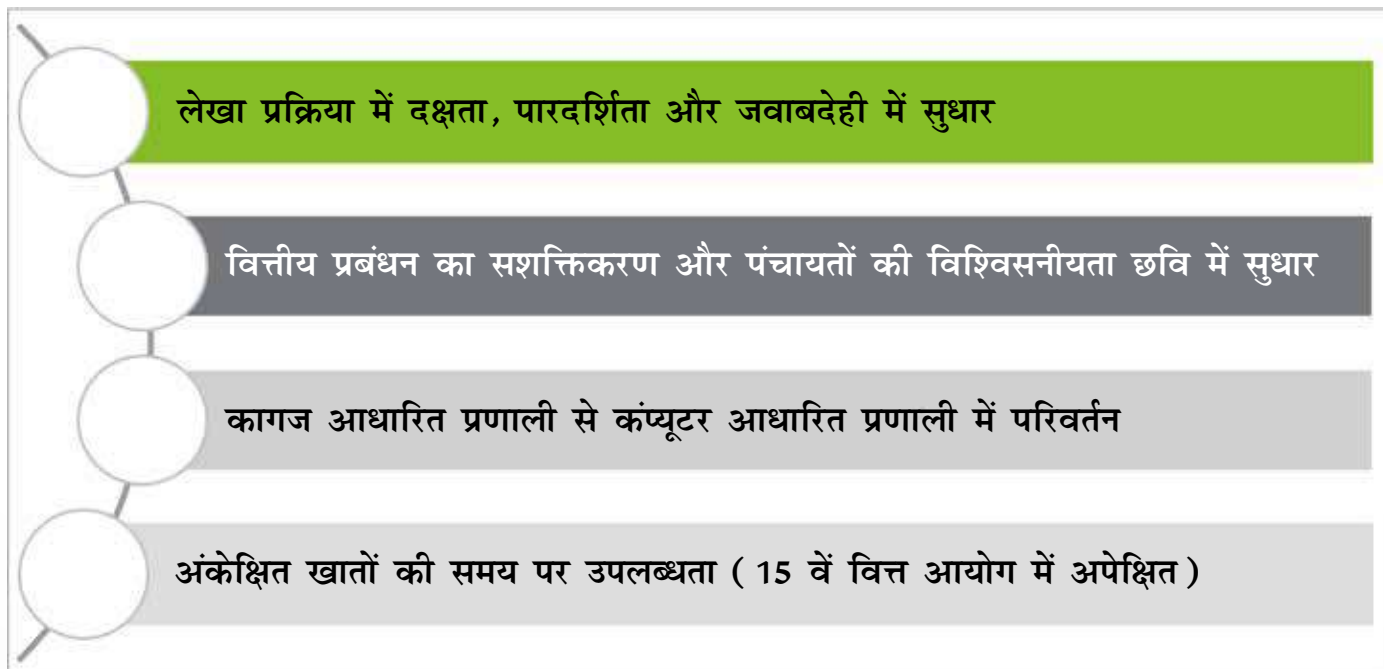 लेखा प्रक्रिया में दक्षता, पारदर्शिता और जवाबदेही में सुधार
वित्तीय प्रबंधन का सशक्तिकरण और पंचायतों की विश्विसनीयता छवि में सुधार
कागज आधारित प्रणाली से कंप्यूटर आधारित प्रणाली में परिवर्तन
अंकेक्षित खातों की समय पर उपलब्धता ( 15 वें वित्त आयोग में अपेक्षित )